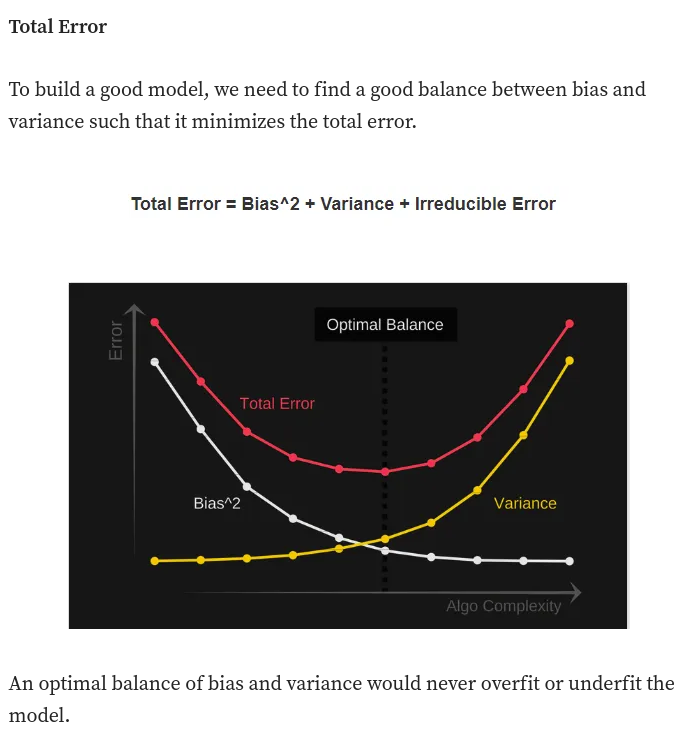 Total Error
To build a good model, we need to find a good balance between bias and
variance such that it minimizes the total error.
Total Error = Bias^2 + Variance + Irreducible Error
Optimal Balance
Error
Total Error
Bias^2
Variance
Algo Complexity
An optimal balance of bias and variance would never overfit or underfit the
model.